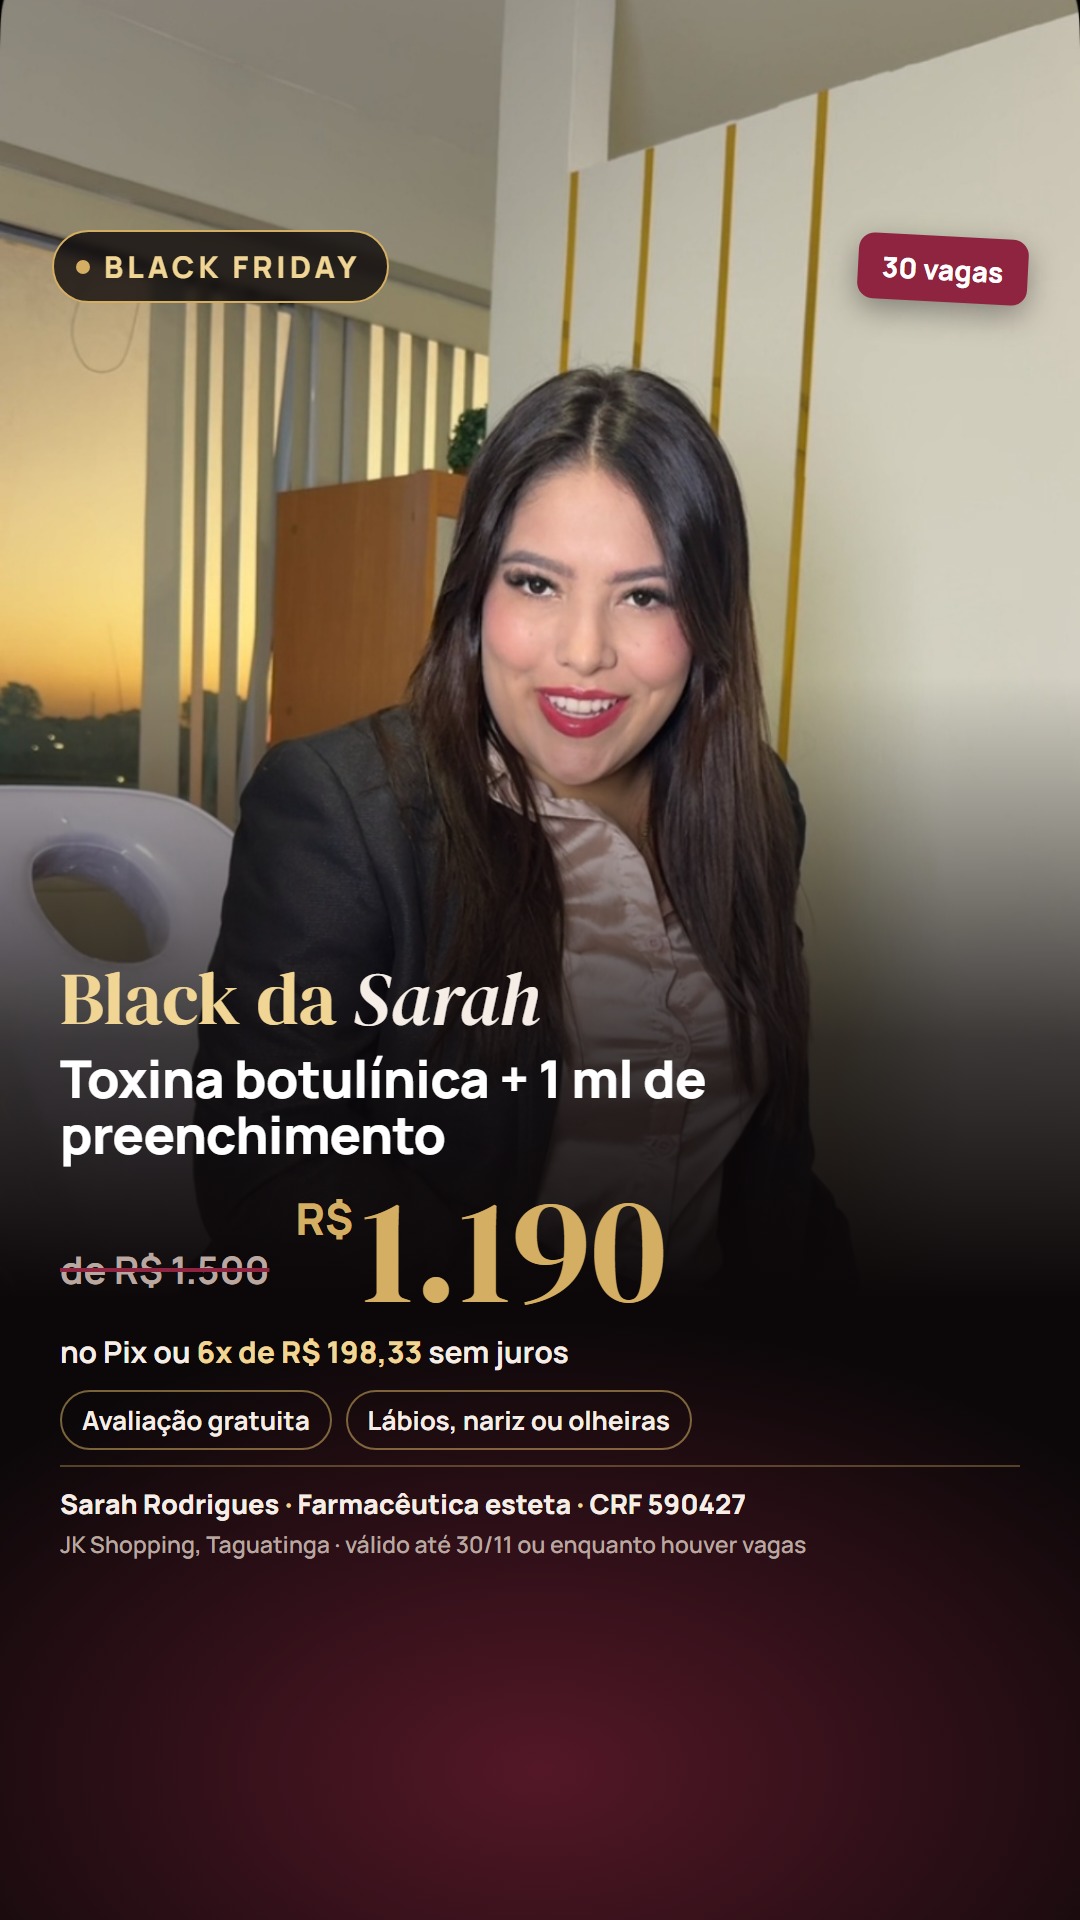 BLACK FRIDAY
30 vagas
Black da Sarah
Toxina botulínica + 1 ml de
preenchimento
de R$ 1.500 R$ 1.190
no Pix ou 6x de R$ 198,33 sem juros
Avaliação gratuita
Lábios, nariz ou olheiras
Sarah Rodrigues · Farmacêutica esteta · CRF 590427
JK Shopping, Taguatinga · válido até 30/11 ou enquanto houver vagas